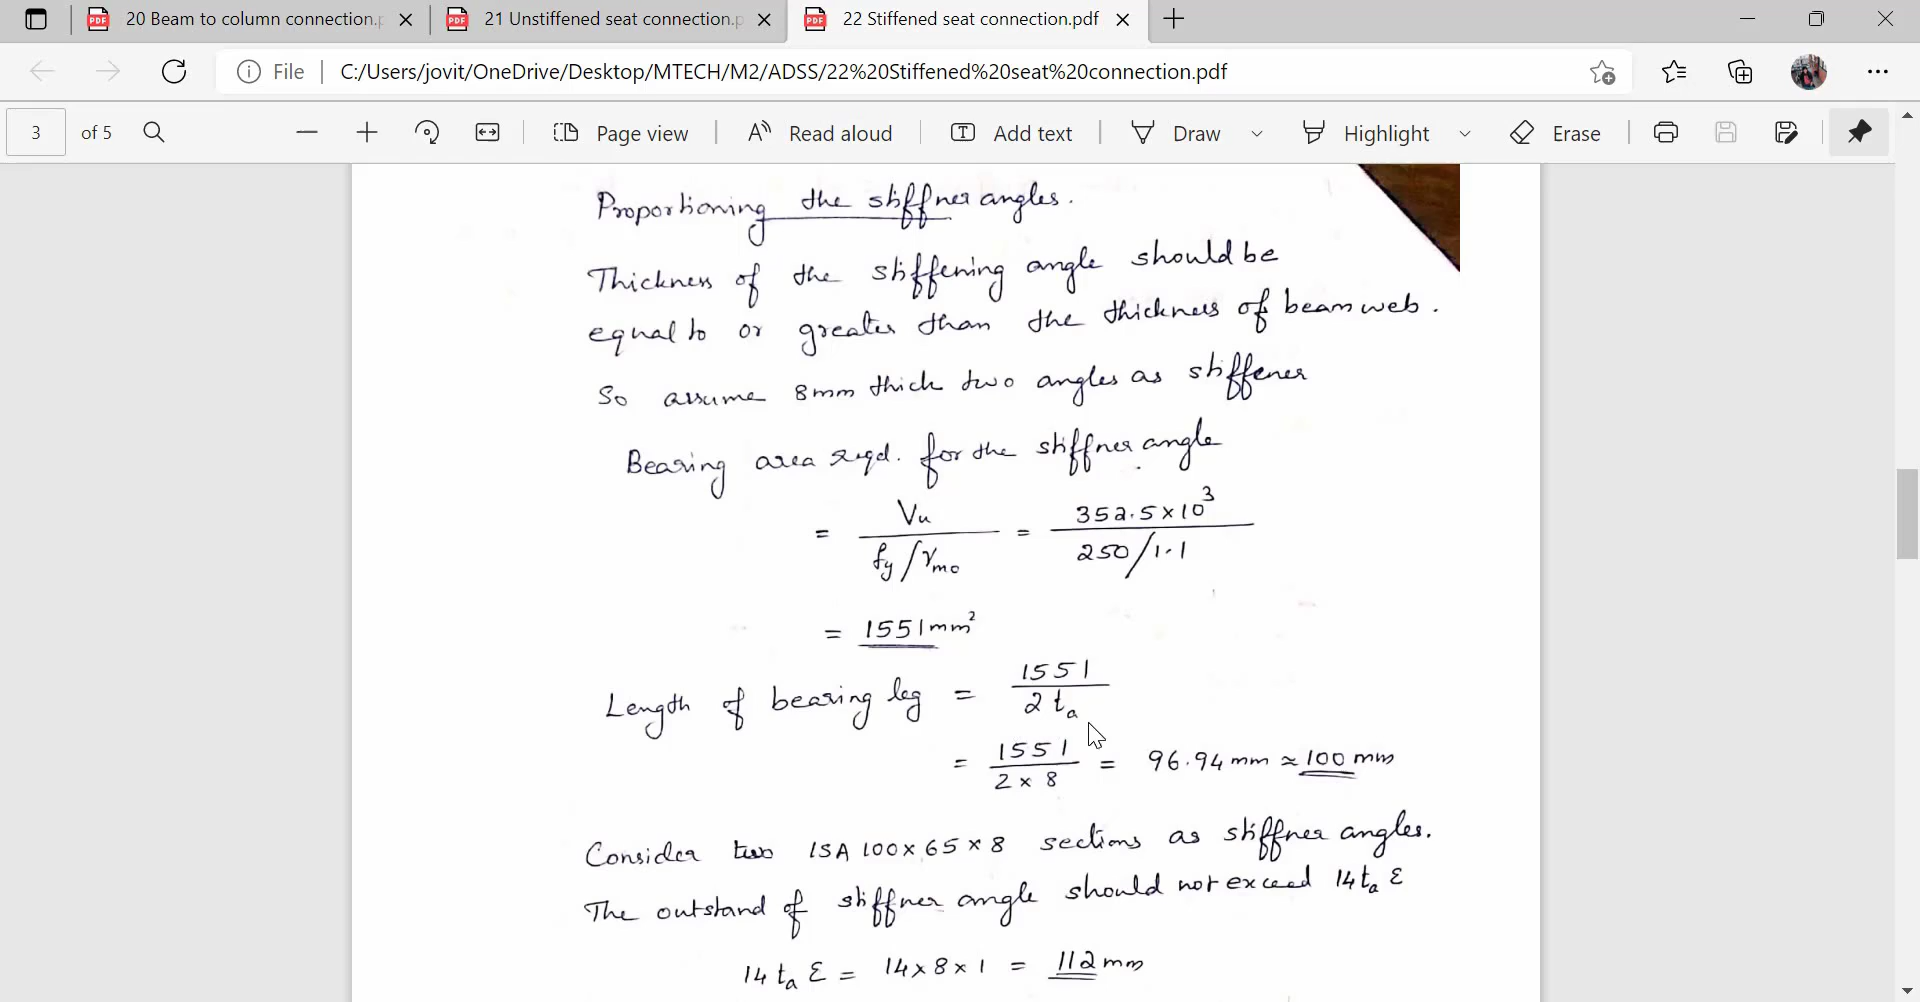 20 Beam to column connection.p
21 Unstiffened seat connection.p
22 Stiffened seat connection.pdf
File
C:/Users/jovit/OneDrive/Desktop/MTECH/M2/ADSS/22%20Stiffened%20seat%20connection.pdf
3 of 5
Page view
Read aloud
Add text
Draw
Highlight
Erase
Proportioning the stiffner angles.
Thickness of the stiffening angle should be
equal to or greater than the thickness of beam web.
So assume 8mm thick two angles as stiffener
Bearing area reqd. for the stiffner angle
= Vu / (fy/γmo) = 352.5×10³ / (250/1.1)
= 1551mm²
Length of bearing leg = 1551 / 2ta
= 1551 / (2 × 8) = 96.94 mm ≈ 100 mm
Consider two ISA 100×65×8 sections as stiffner angles.
The outstand of stiffner angle should not exceed 14ta ε
14 ta ε = 14×8×1 = 112 mm